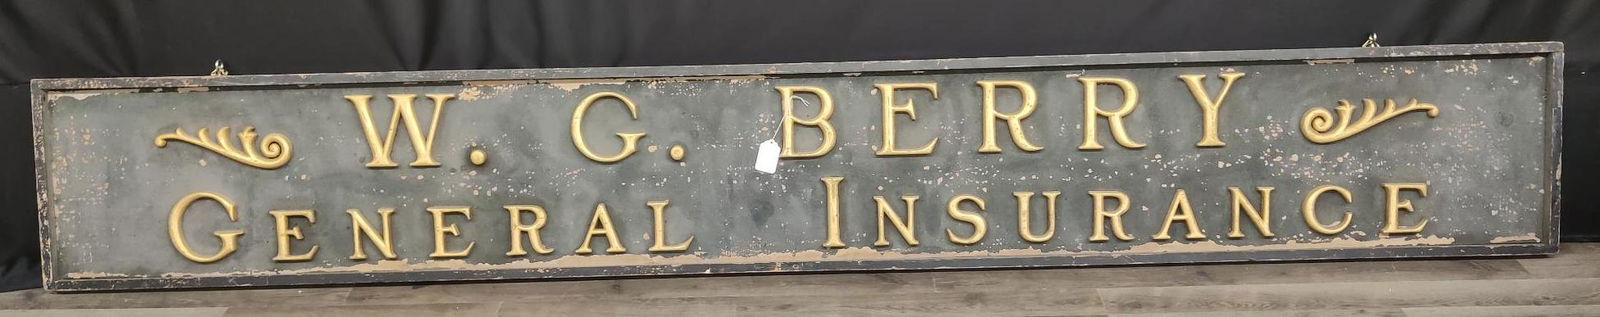 W. G. BERRY
GENERAL INSURANCE